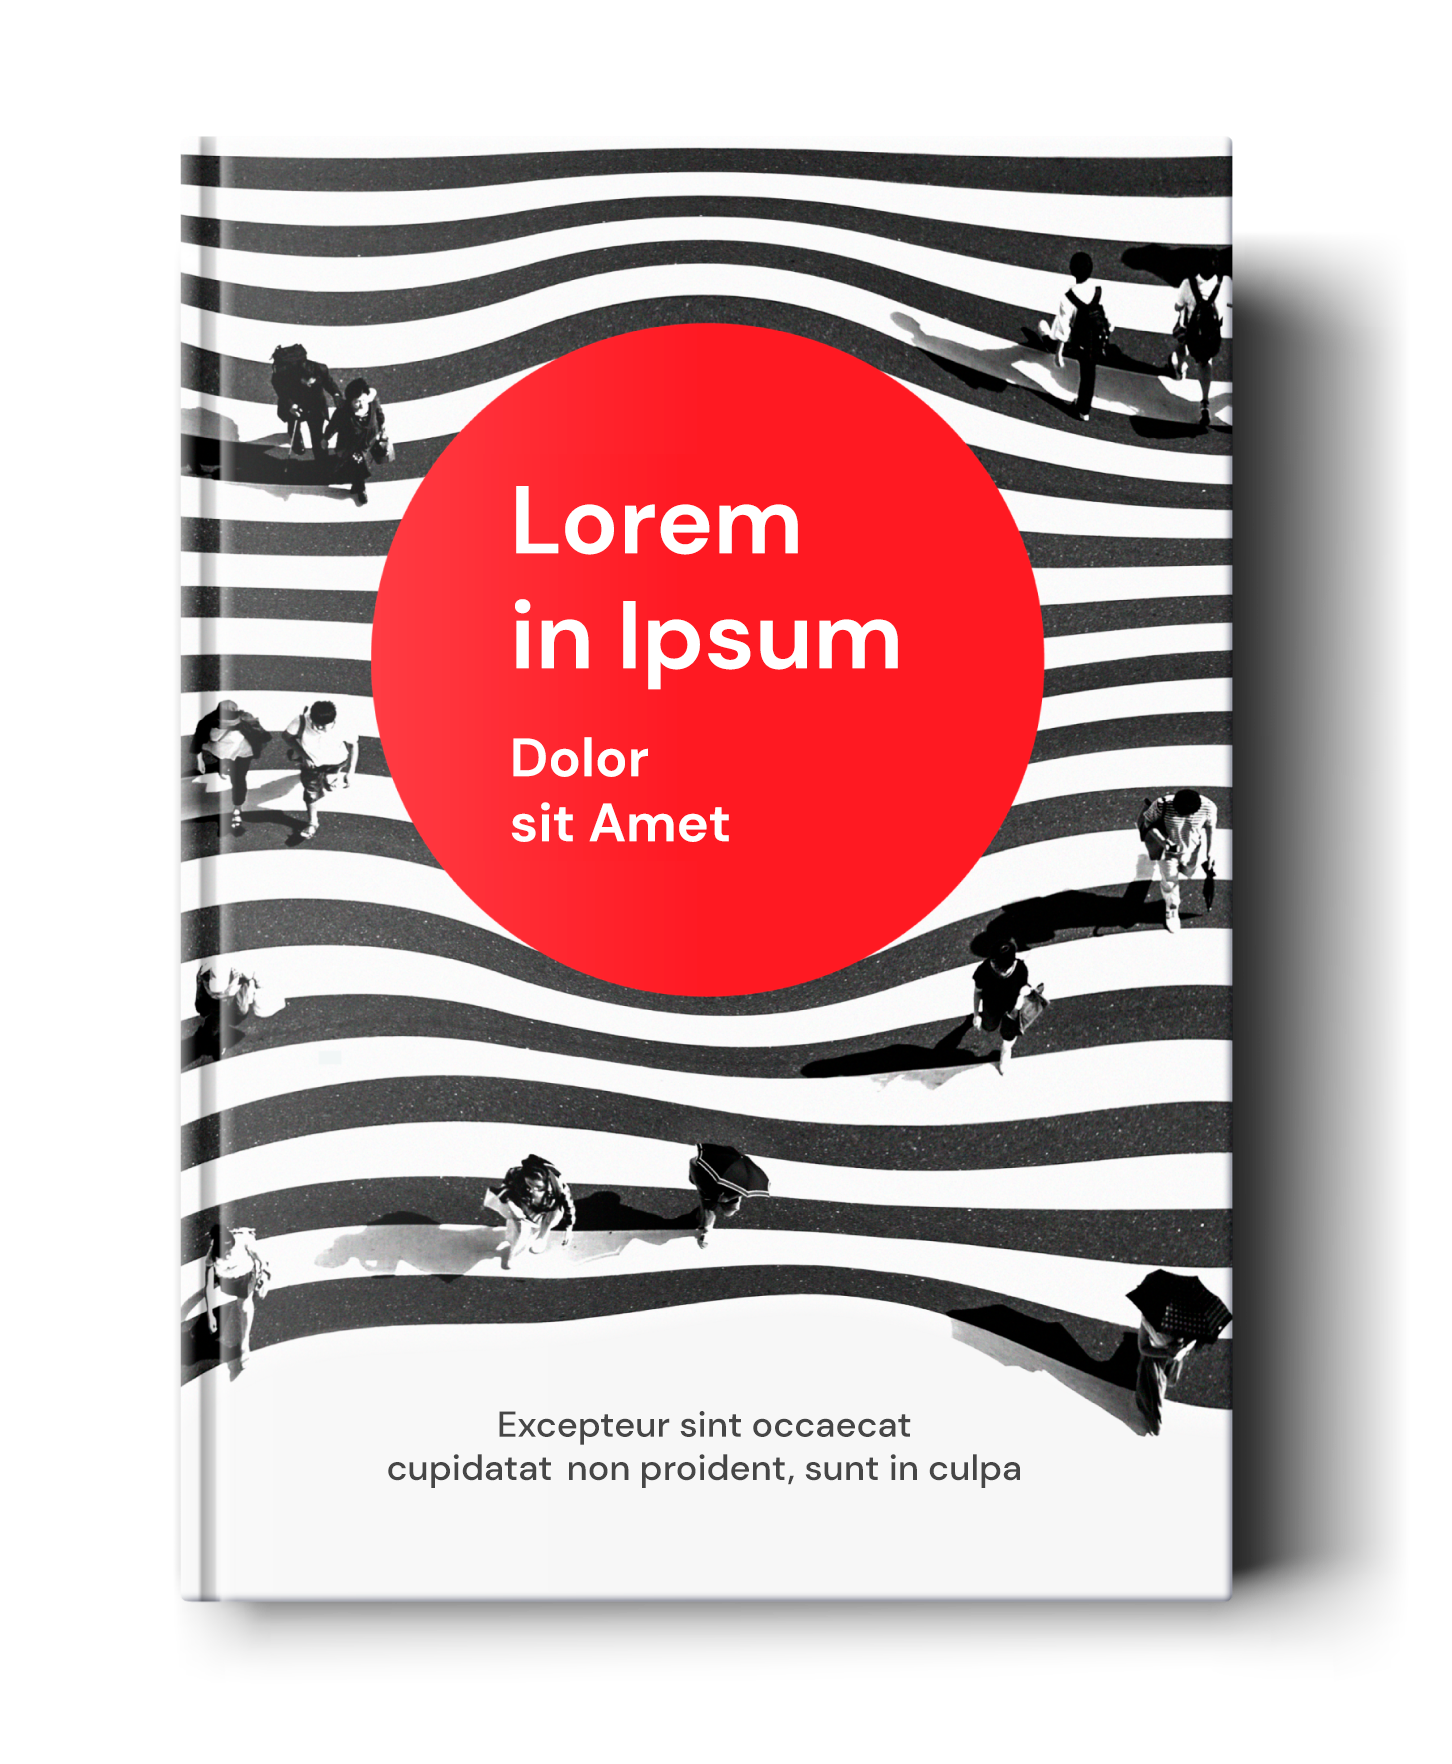 Lorem
in Ipsum
Dolor
sit Amet
Excepteur sint occaecat
cupidatat non proident, sunt in culpa